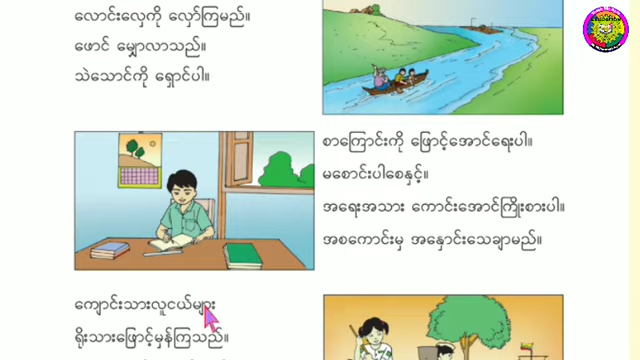 လောင်းလှေကို လှော်ကြမည်။
ဖောင် မျှောလာသည်။
သဲသောင်ကို ရှောင်ပါ။
စာကြောင်းကို ဖြောင့်အောင်ရေးပါ။
မစောင်းပါစေနှင့်။
အရေးအသား ကောင်းအောင်ကြိုးစားပါ။
အစကောင်းမှ အနှောင်းသေချာမည်။
ကျောင်းသားလူငယ်များ
ရိုးသားဖြောင့်မှန်ကြသည်။